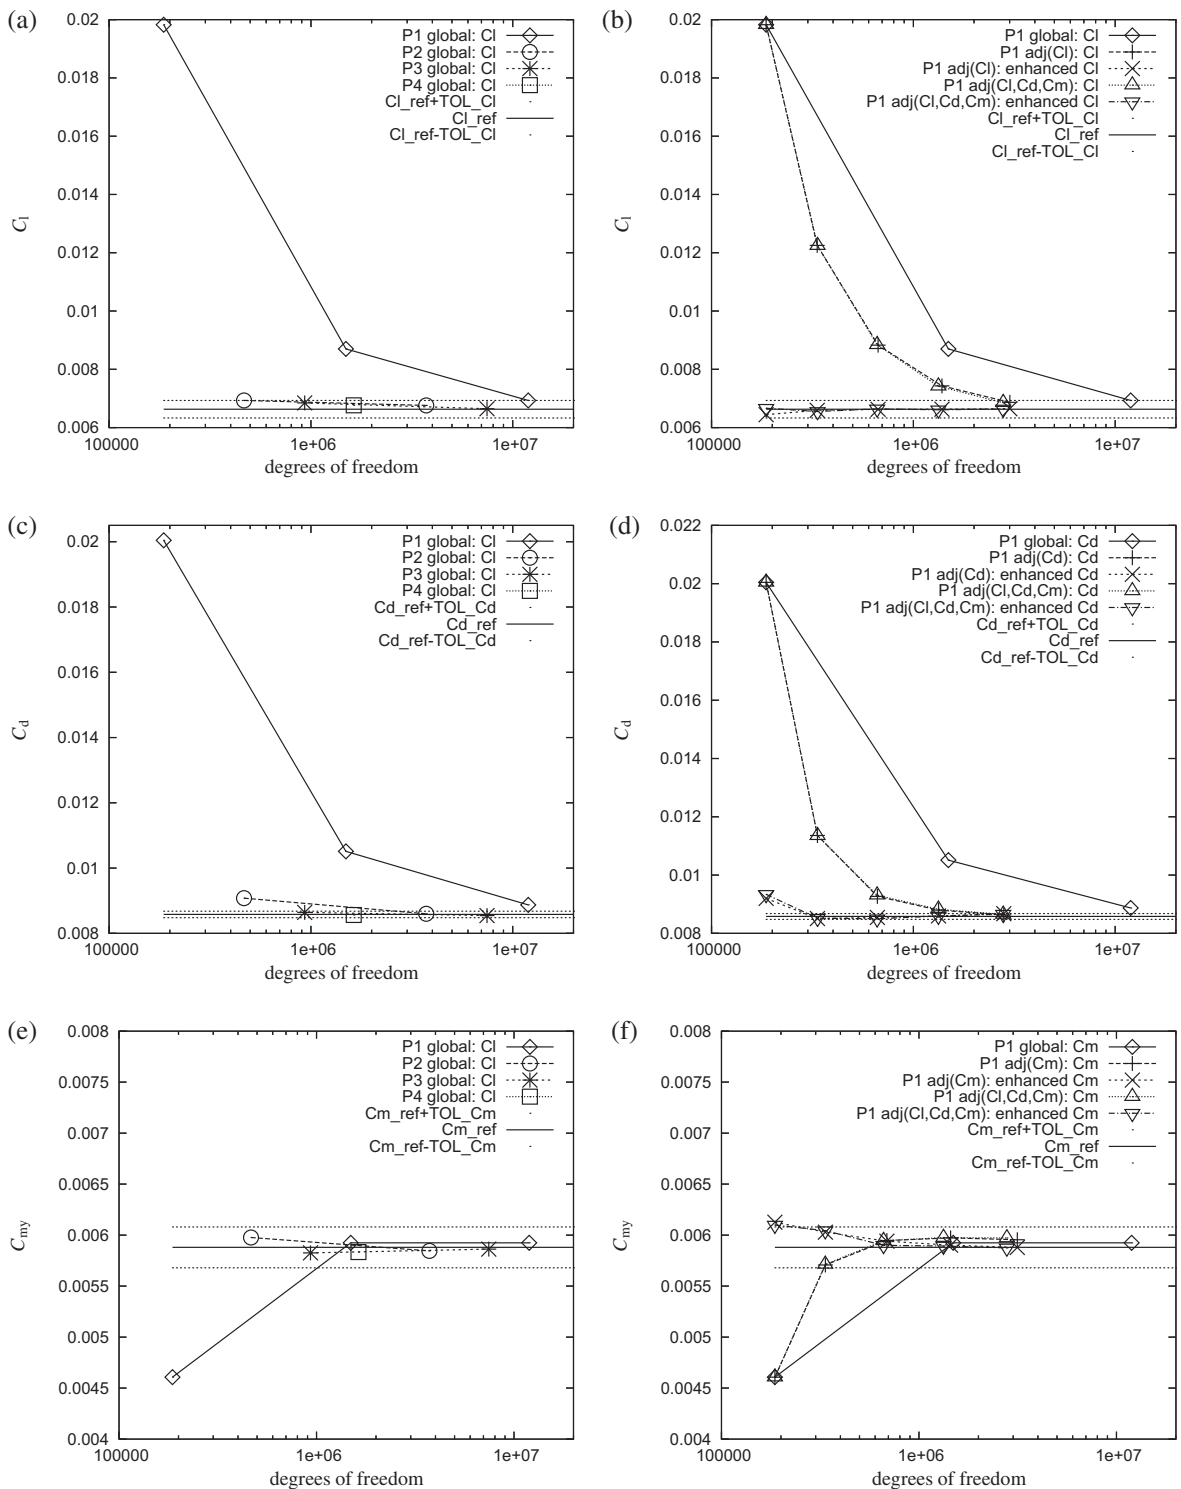 (a)
0.02
0.018
0.016
0.014
0.012
0.01
0.008
0.006
Cl
100000
1e+06
1e+07
degrees of freedom
P1 global: Cl
P2 global: Cl
P3 global: Cl
P4 global: Cl
Cl_ref+TOL_Cl
Cl_ref
Cl_ref-TOL_Cl
(b)
0.02
0.018
0.016
0.014
0.012
0.01
0.008
0.006
Cl
100000
1e+06
1e+07
degrees of freedom
P1 global: Cl
P1 adj(Cl): Cl
P1 adj(Cl): enhanced Cl
P1 adj(Cl,Cd,Cm): Cl
P1 adj(Cl,Cd,Cm): enhanced Cl
Cl_ref+TOL_Cl
Cl_ref
Cl_ref-TOL_Cl
(c)
0.02
0.018
0.016
0.014
0.012
0.01
0.008
Cd
100000
1e+06
1e+07
degrees of freedom
P1 global: Cl
P2 global: Cl
P3 global: Cl
P4 global: Cl
Cd_ref+TOL_Cd
Cd_ref
Cd_ref-TOL_Cd
(d)
0.022
0.02
0.018
0.016
0.014
0.012
0.01
0.008
Cd
100000
1e+06
1e+07
degrees of freedom
P1 global: Cd
P1 adj(Cd): Cd
P1 adj(Cd): enhanced Cd
P1 adj(Cl,Cd,Cm): Cd
P1 adj(Cl,Cd,Cm): enhanced Cd
Cd_ref+TOL_Cd
Cd_ref
Cd_ref-TOL_Cd
(e)
0.008
0.0075
0.007
0.0065
0.006
0.0055
0.005
0.0045
0.004
Cmy
100000
1e+06
1e+07
degrees of freedom
P1 global: Cl
P2 global: Cl
P3 global: Cl
P4 global: Cl
Cm_ref+TOL_Cm
Cm_ref
Cm_ref-TOL_Cm
(f)
0.008
0.0075
0.007
0.0065
0.006
0.0055
0.005
0.0045
0.004
Cmy
100000
1e+06
1e+07
degrees of freedom
P1 global: Cm
P1 adj(Cm): Cm
P1 adj(Cm): enhanced Cm
P1 adj(Cl,Cd,Cm): Cm
P1 adj(Cl,Cd,Cm): enhanced Cm
Cm_ref+TOL_Cm
Cm_ref
Cm_ref-TOL_Cm